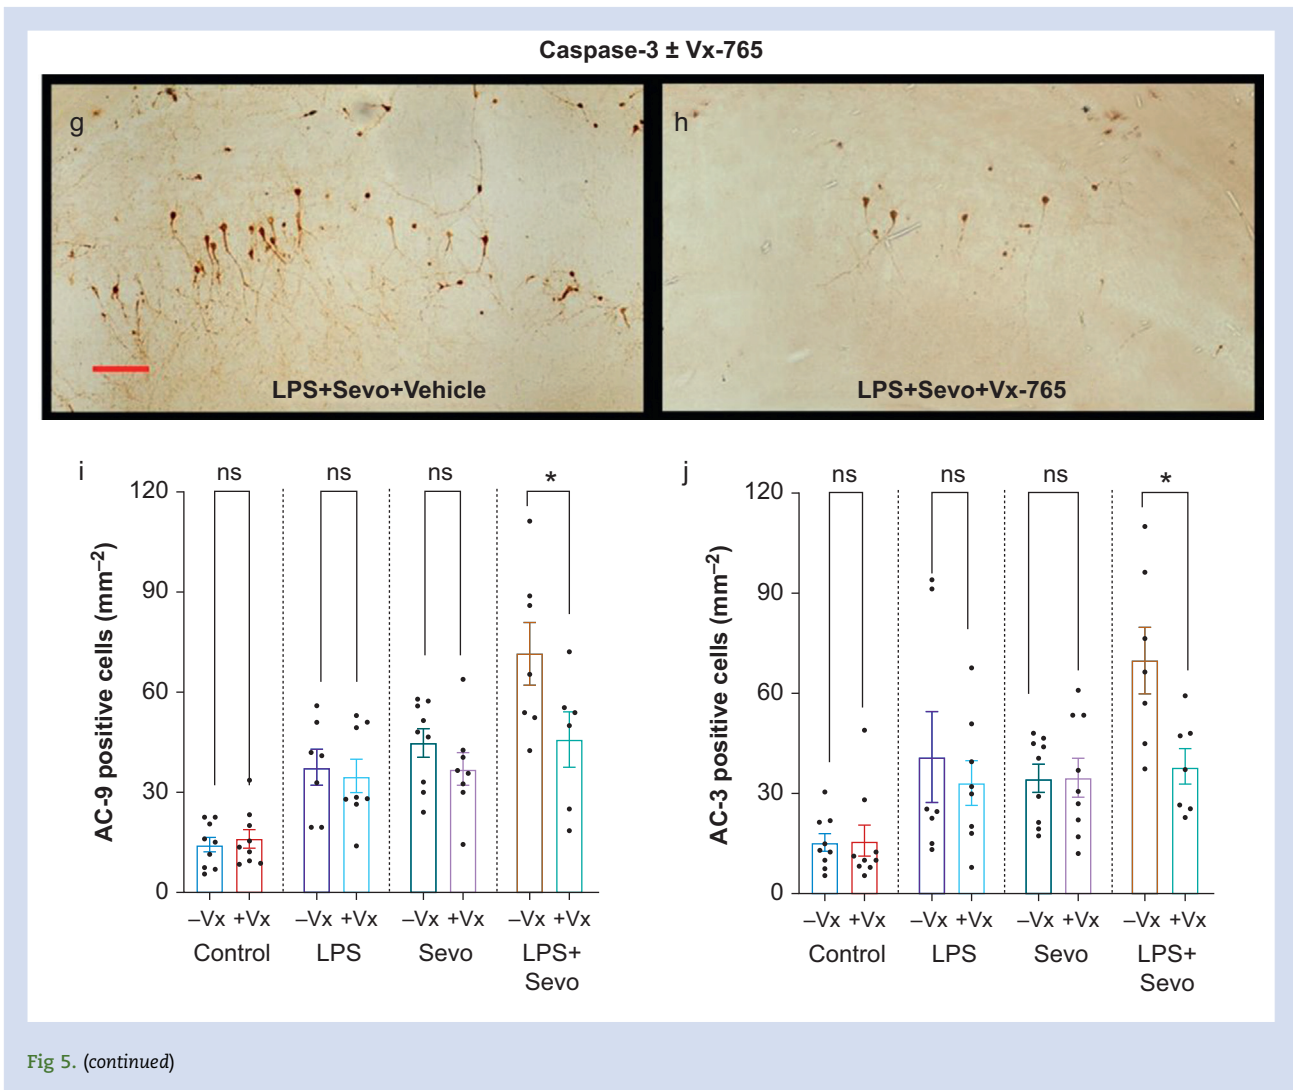 Caspase-3 ± Vx-765
g
h
LPS+Sevo+Vehicle
LPS+Sevo+Vx-765
i
ns
ns
ns
*
120
90
60
30
0
AC-9 positive cells (mm−2)
–Vx +Vx –Vx +Vx –Vx +Vx –Vx +Vx
Control LPS Sevo LPS+
Sevo
j
ns
ns
ns
*
120
90
60
30
0
AC-3 positive cells (mm−2)
–Vx +Vx –Vx +Vx –Vx +Vx –Vx +Vx
Control LPS Sevo LPS+
Sevo
Fig 5. (continued)